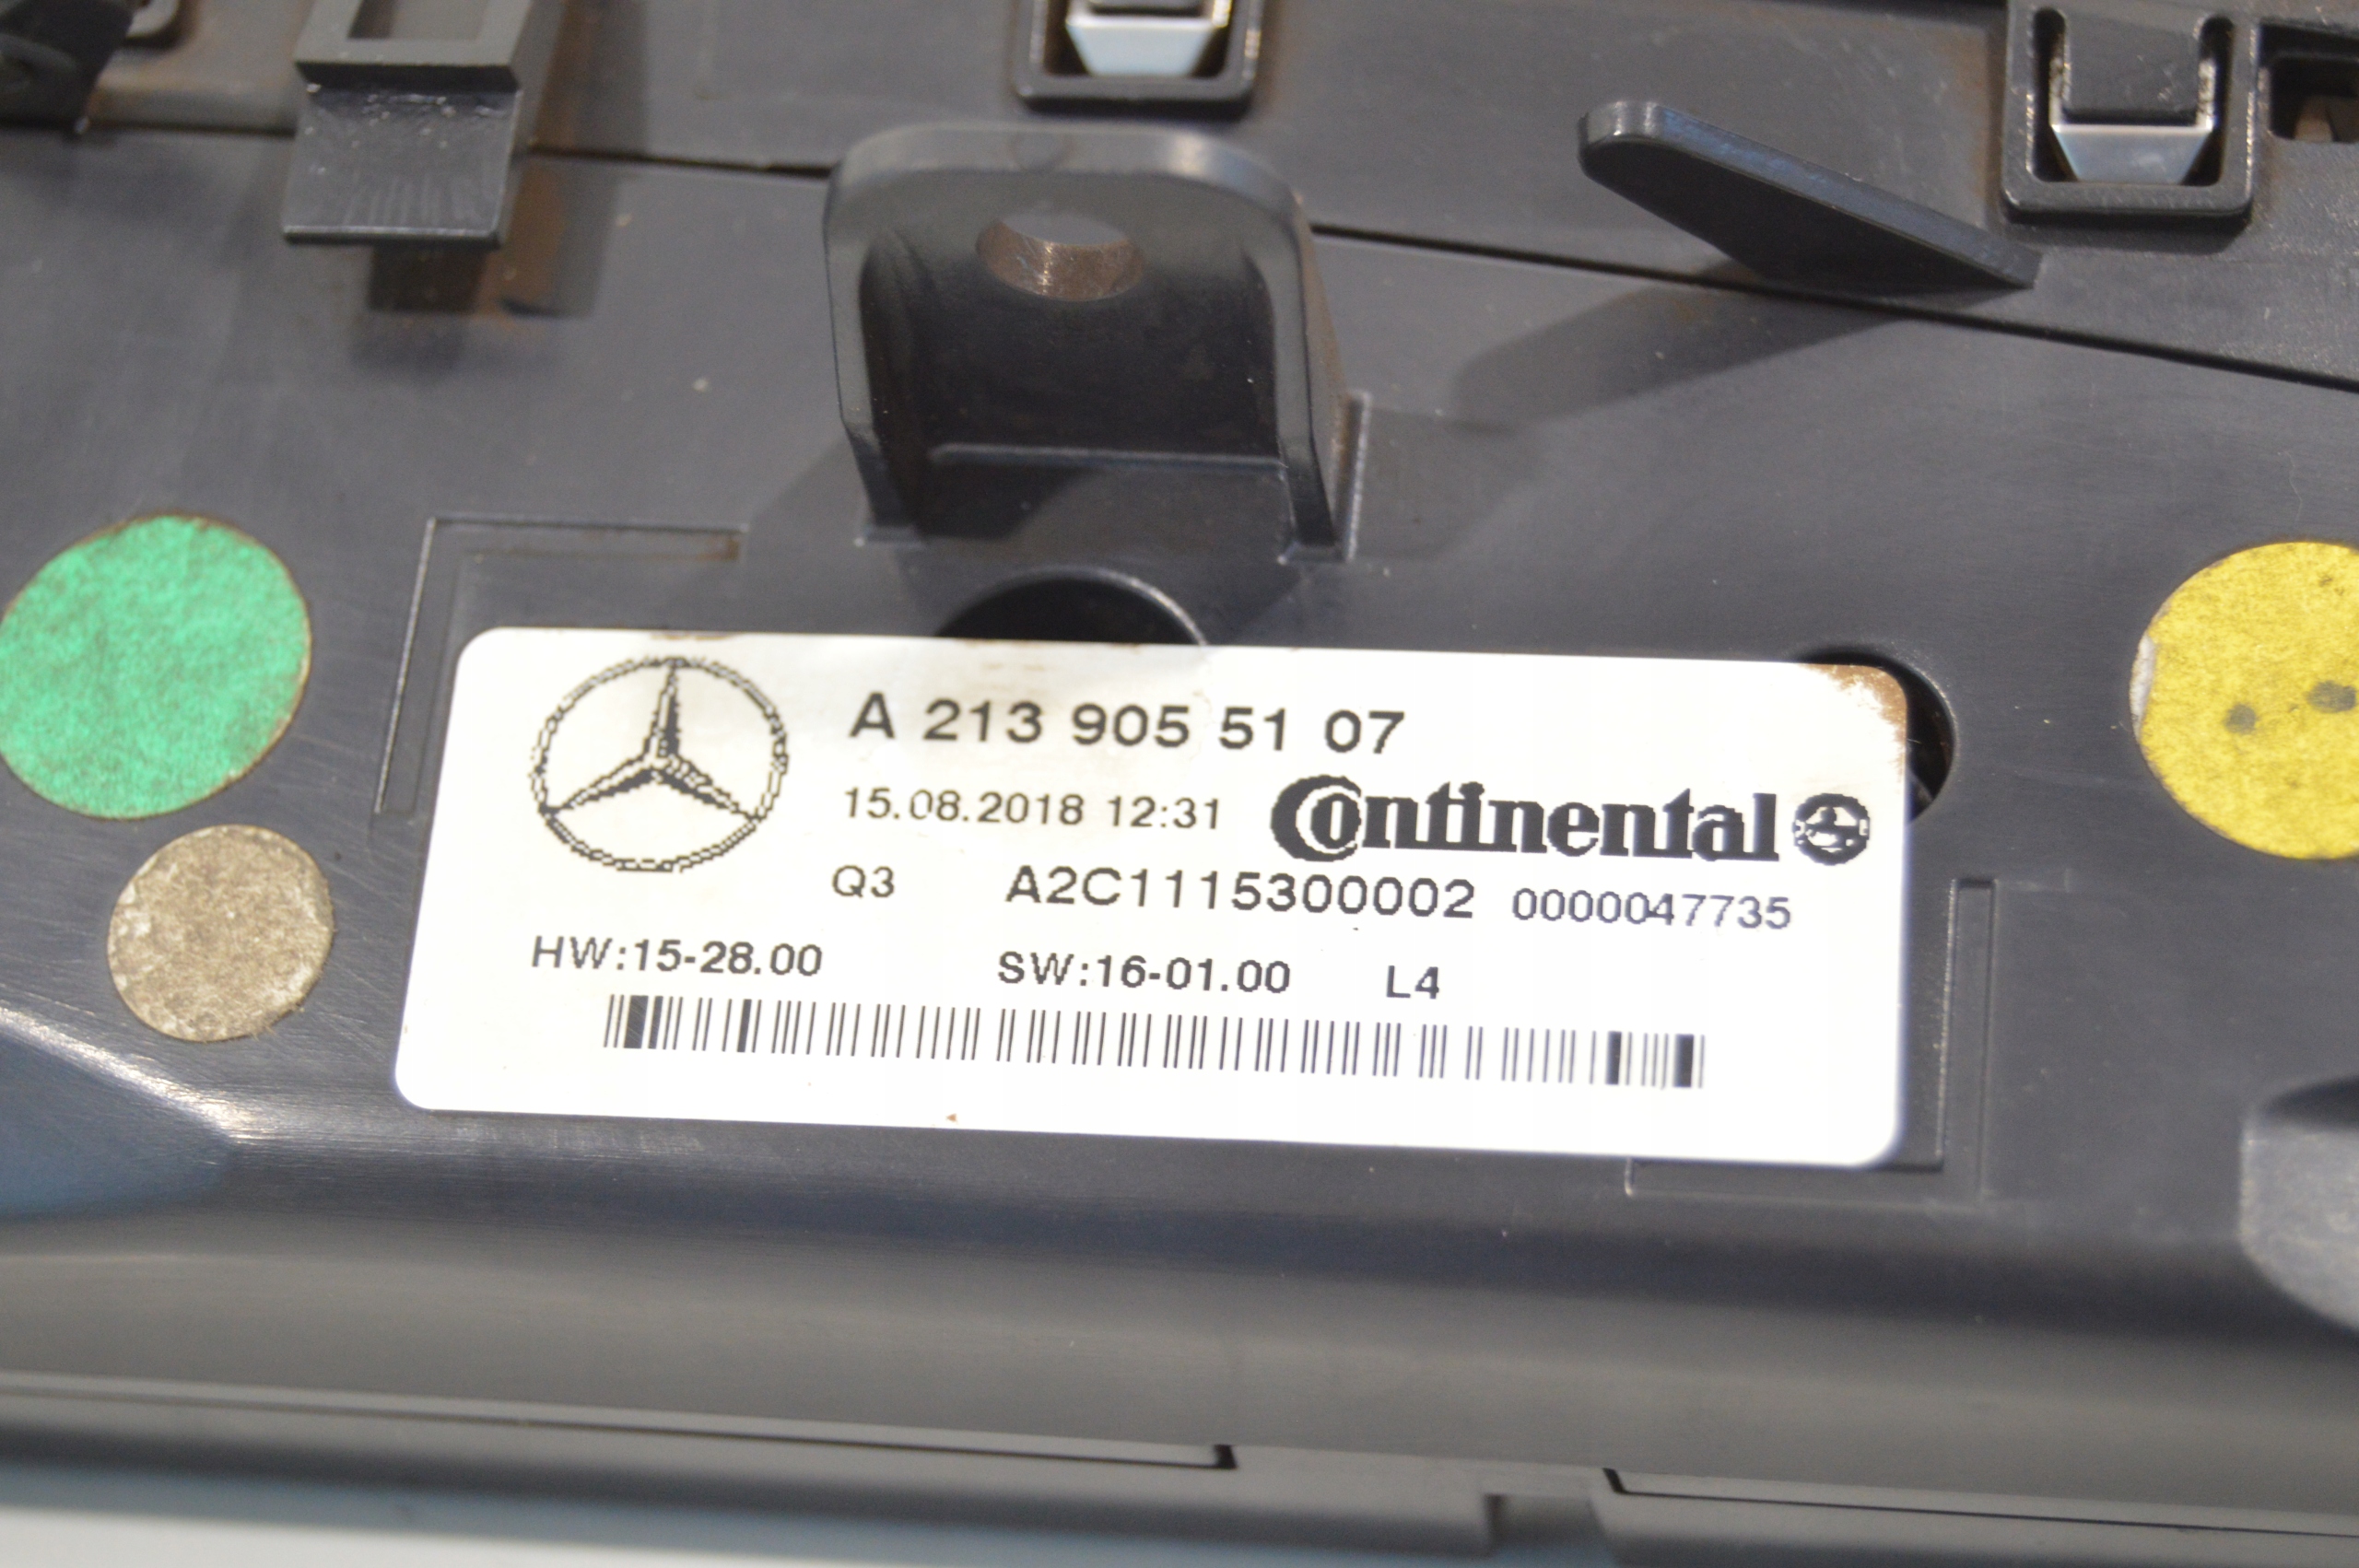 A 213 905 51 07
15.08.2018 12:31 Continental
Q3 A2C1115300002 0000047735
HW:15-28.00 SW:16-01.00 L4